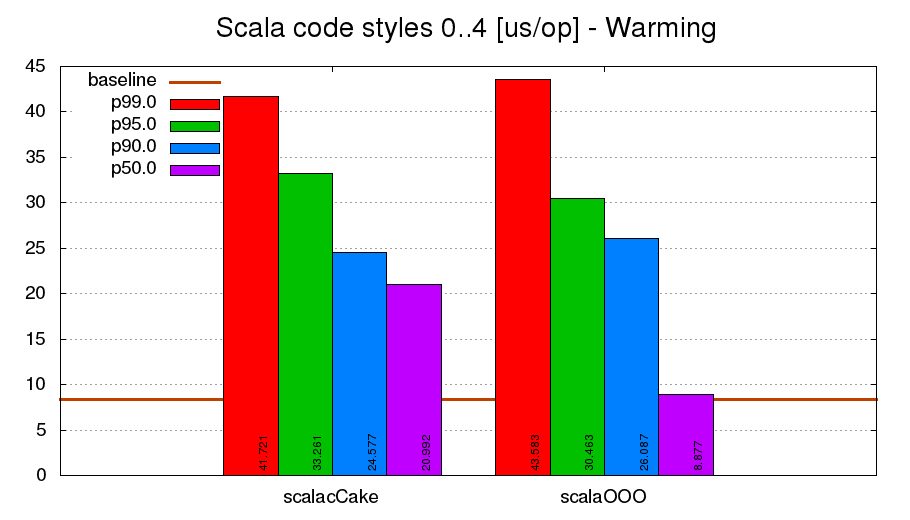 Scala code styles 0..4 [us/op] - Warming
45
40
35
30
25
20
15
10
5
0
baseline
p99.0
p95.0
p90.0
p50.0
41.721
33.261
24.577
20.992
43.583
30.463
26.087
8.877
scalacCake
scalaOOO